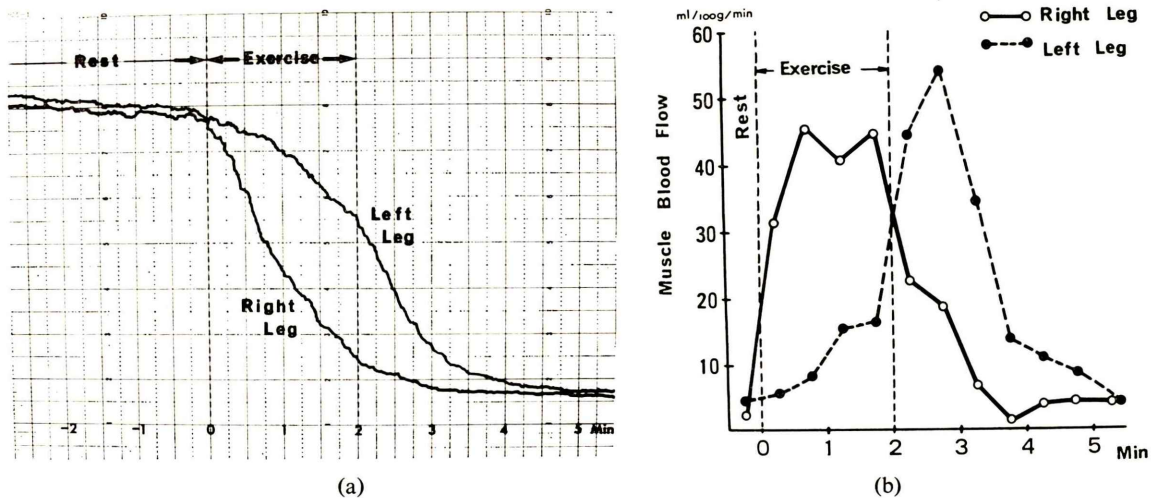 Rest
Exercise
Left
Leg
Right
Leg
-2
-1
0
1
2
3
5
Min
(a)
ml/100g/min
Right Leg
Left Leg
Muscle Blood Flow
60
50
40
30
20
10
Rest
Exercise
0
1
2
3
4
5
Min
(b)